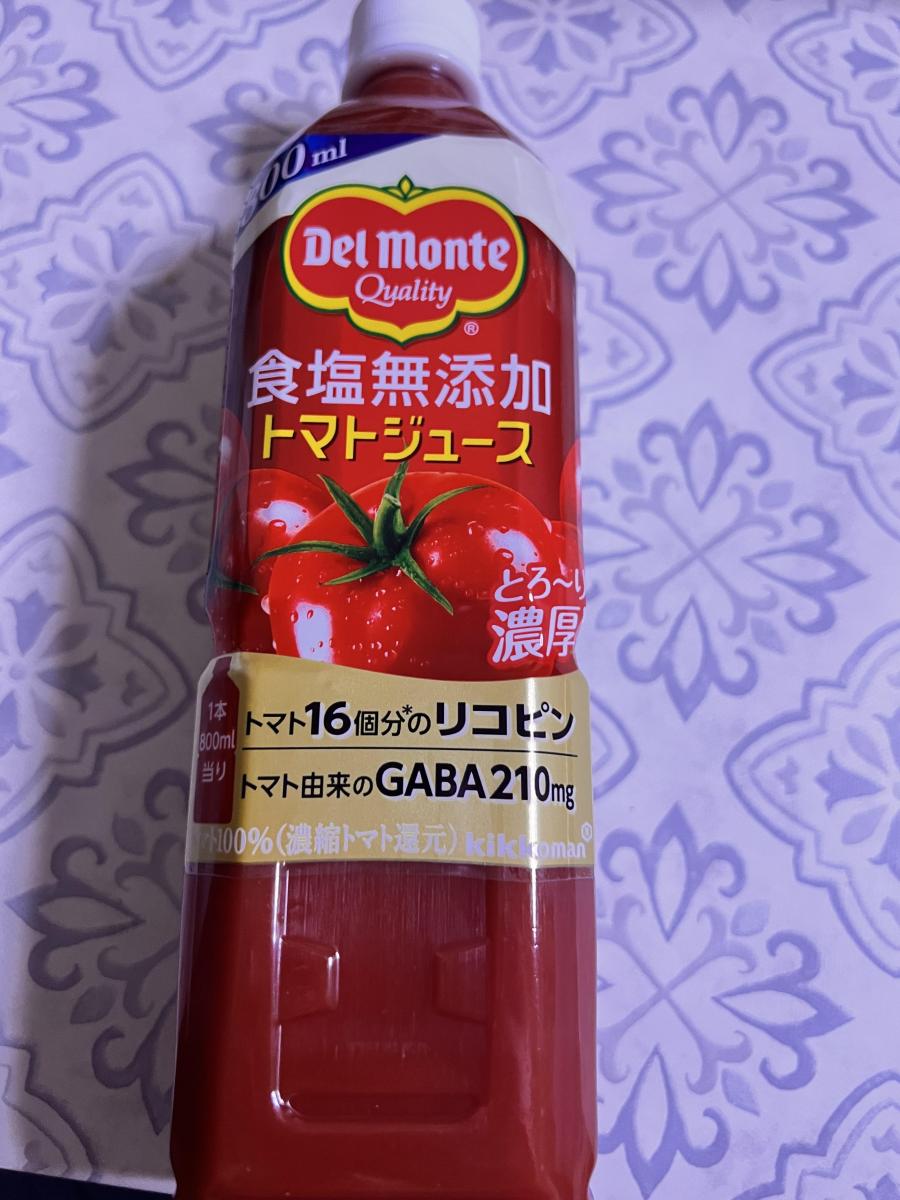 800ml
Del Monte
Quality
®
食塩無添加
トマトジュース
とろ～り
濃厚
1本
800ml
当り
トマト16個分*のリコピン
トマト由来のGABA210mg
トマト100%(濃縮トマト還元) kikkoman®